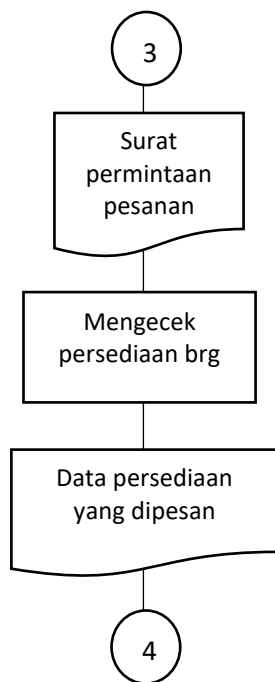 3
Surat
permintaan
pesanan
Mengecek
persediaan brg
Data persediaan
yang dipesan
4